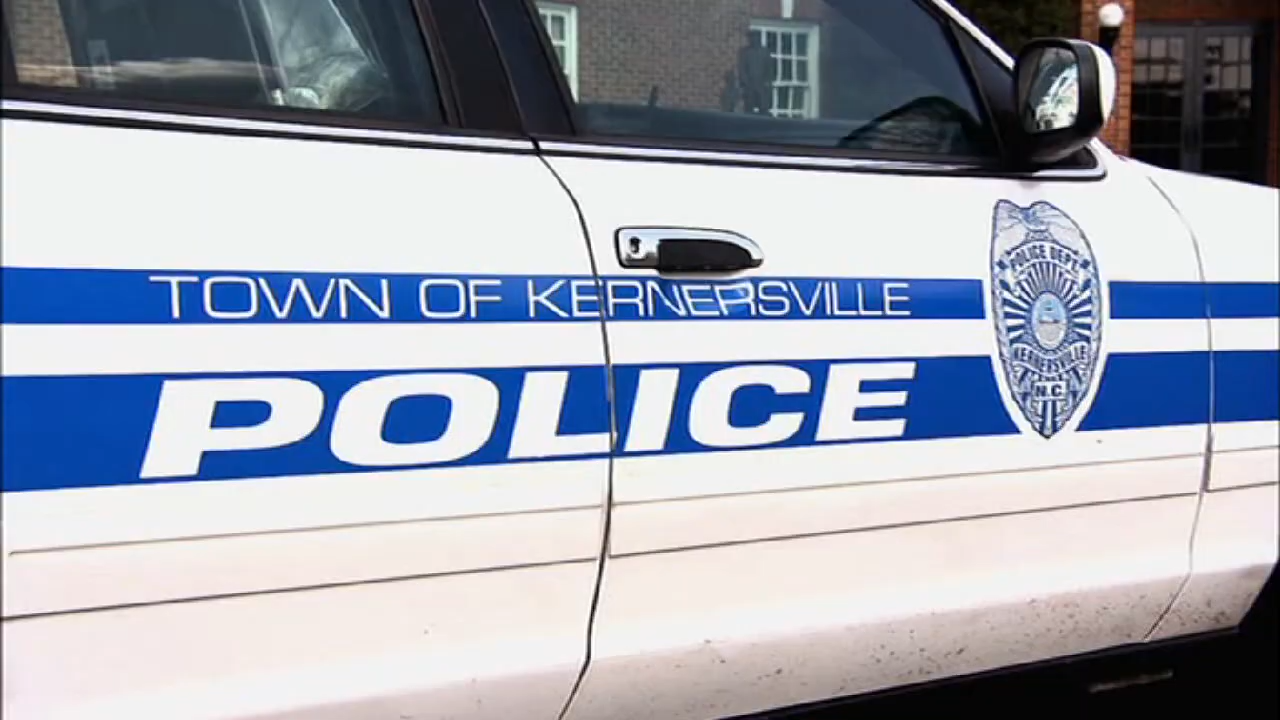 TOWN OF KERNERSVILLE
POLICE
POLICE DEPT.
KERNERSVILLE
N.C.